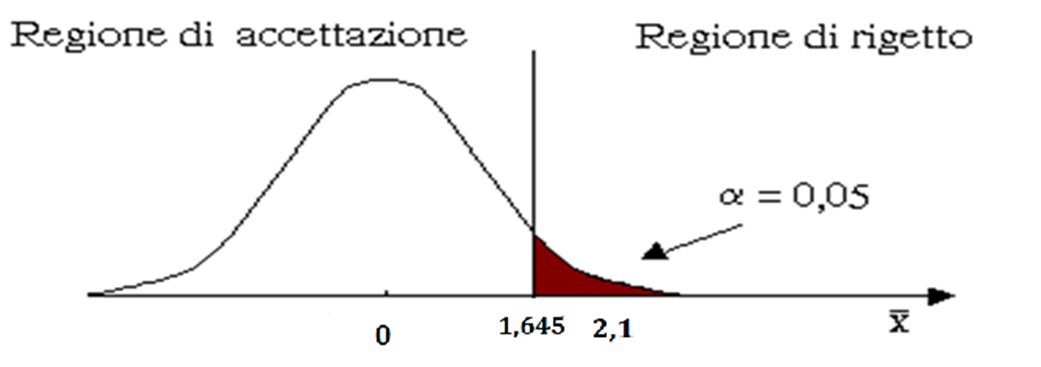 Regione di accettazione
Regione di rigetto
α = 0,05
0
1,645
2,1
x̅